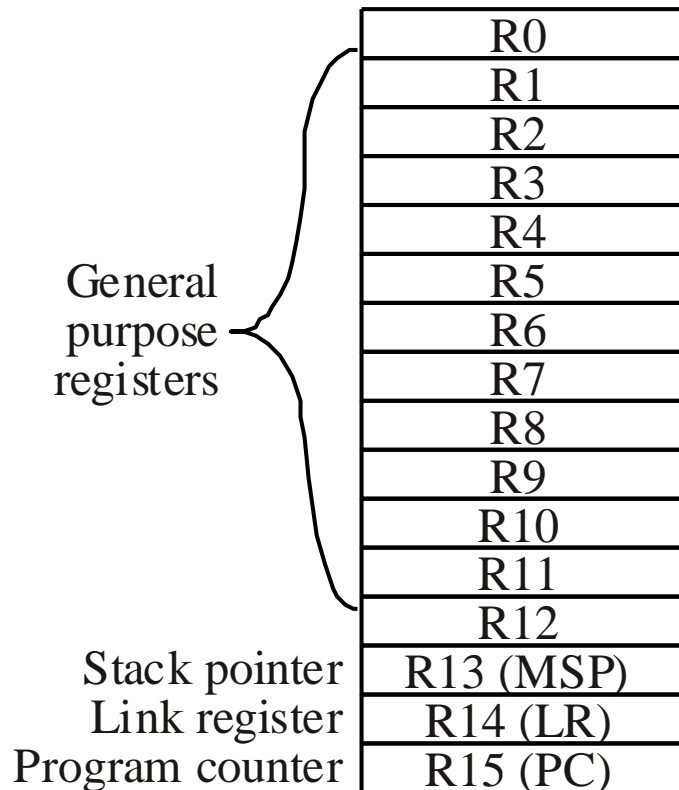 R0
R1
R2
R3
R4
General
R5
purpose
R6
registers
R7
R8
R9
R10
R11
R12
Stack pointer R13 (MSP)
Link register R14 (LR)
Program counter R15 (PC)